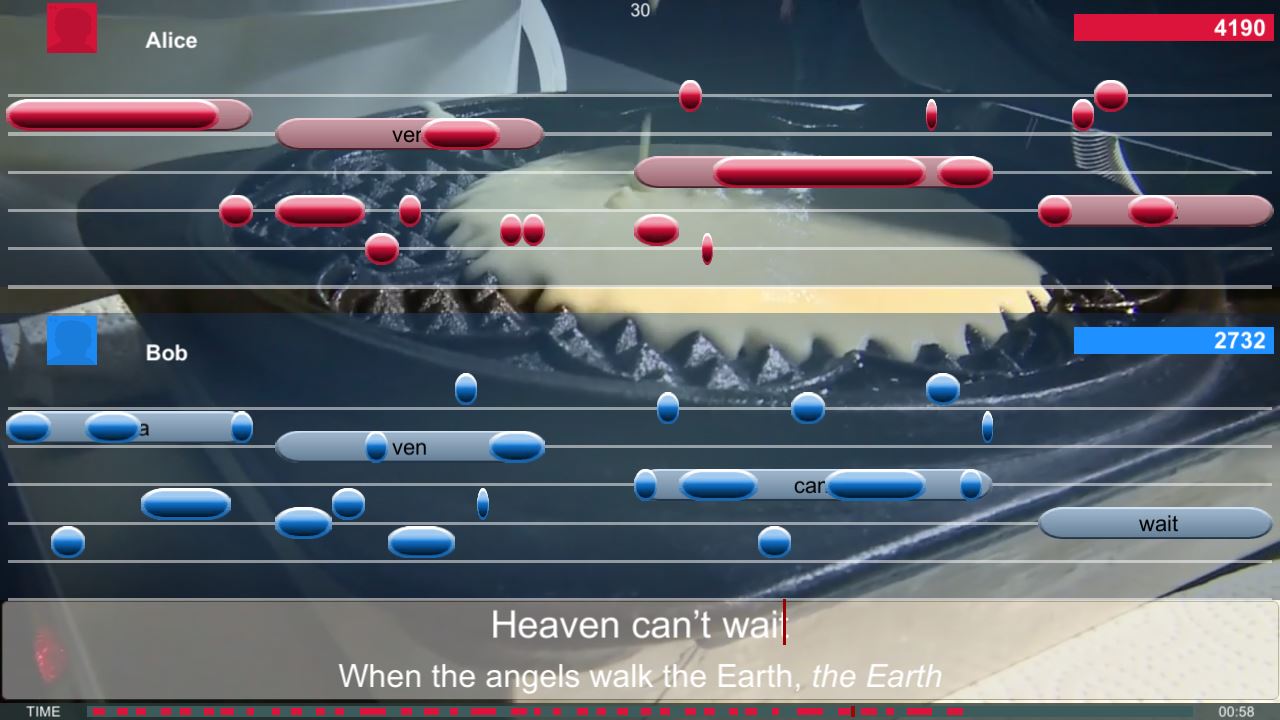 30
Alice
4190
ven
Bob
2732
ven
wait
Heaven can't wait
When the angels walk the Earth, the Earth
TIME
00:58